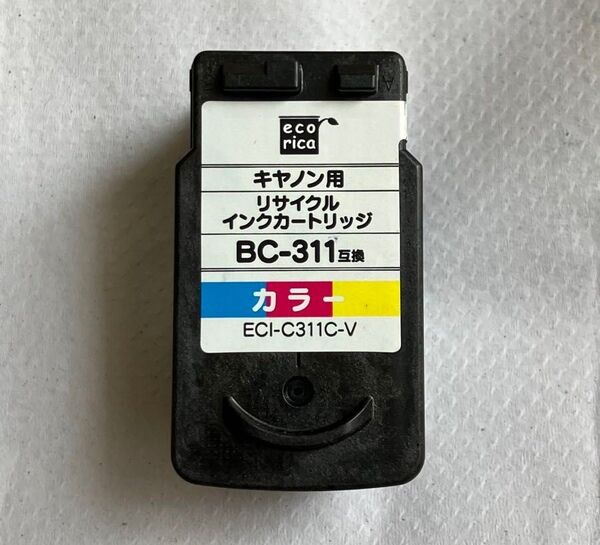 eco
rica
キヤノン用
リサイクル
インクカートリッジ
BC-311互換
カラー
ECI-C311C-V